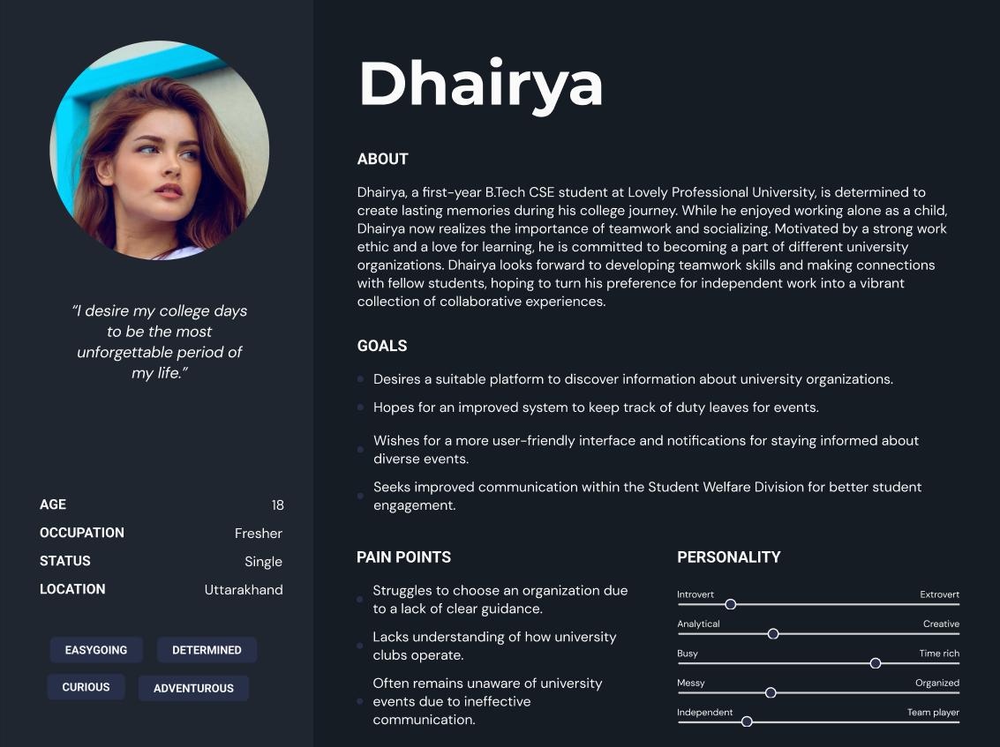 Dhairya
ABOUT
Dhairya, a first-year B.Tech CSE student at Lovely Professional University, is determined to
create lasting memories during his college journey. While he enjoyed working alone as a child,
Dhairya now realizes the importance of teamwork and socializing. Motivated by a strong work
ethic and a love for learning, he is committed to becoming a part of different university
organizations. Dhairya looks forward to developing teamwork skills and making connections
with fellow students, hoping to turn his preference for independent work into a vibrant
collection of collaborative experiences.
“I desire my college days
to be the most
unforgettable period of
my life.”
GOALS
Desires a suitable platform to discover information about university organizations.
Hopes for an improved system to keep track of duty leaves for events.
Wishes for a more user-friendly interface and notifications for staying informed about
diverse events.
Seeks improved communication within the Student Welfare Division for better student
engagement.
AGE 18
OCCUPATION Fresher
STATUS Single
LOCATION Uttarakhand
EASYGOING DETERMINED
CURIOUS ADVENTUROUS
PAIN POINTS
Struggles to choose an organization due
to a lack of clear guidance.
Lacks understanding of how university
clubs operate.
Often remains unaware of university
events due to ineffective
communication.
PERSONALITY
Introvert Extrovert
Analytical Creative
Busy Time rich
Messy Organized
Independent Team player